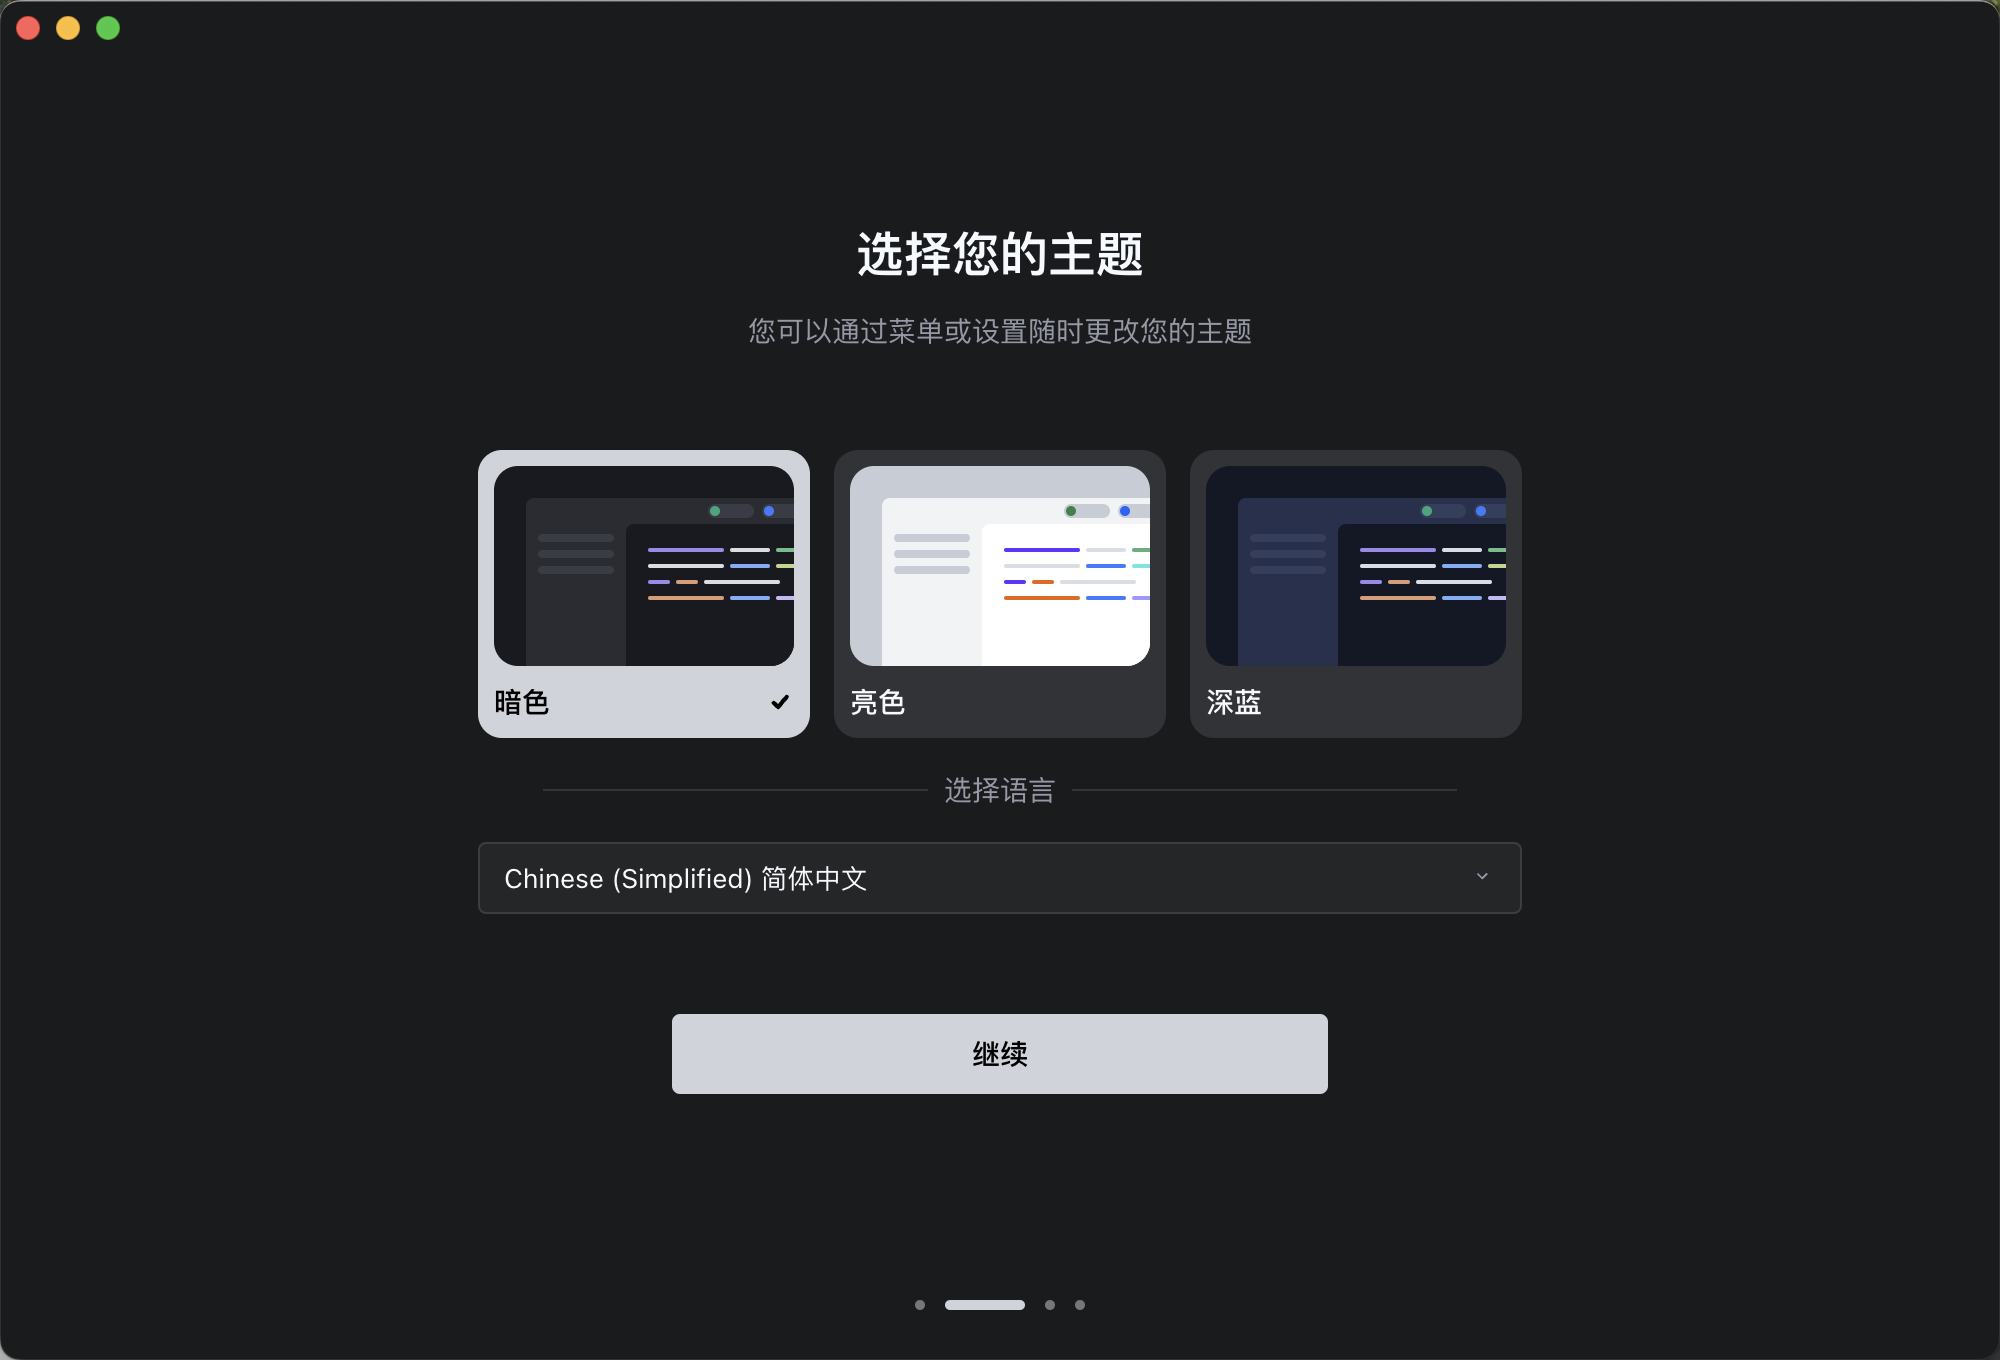 选择您的主题
您可以通过菜单或设置随时更改您的主题
暗色
亮色
深蓝
选择语言
Chinese (Simplified) 简体中文
继续